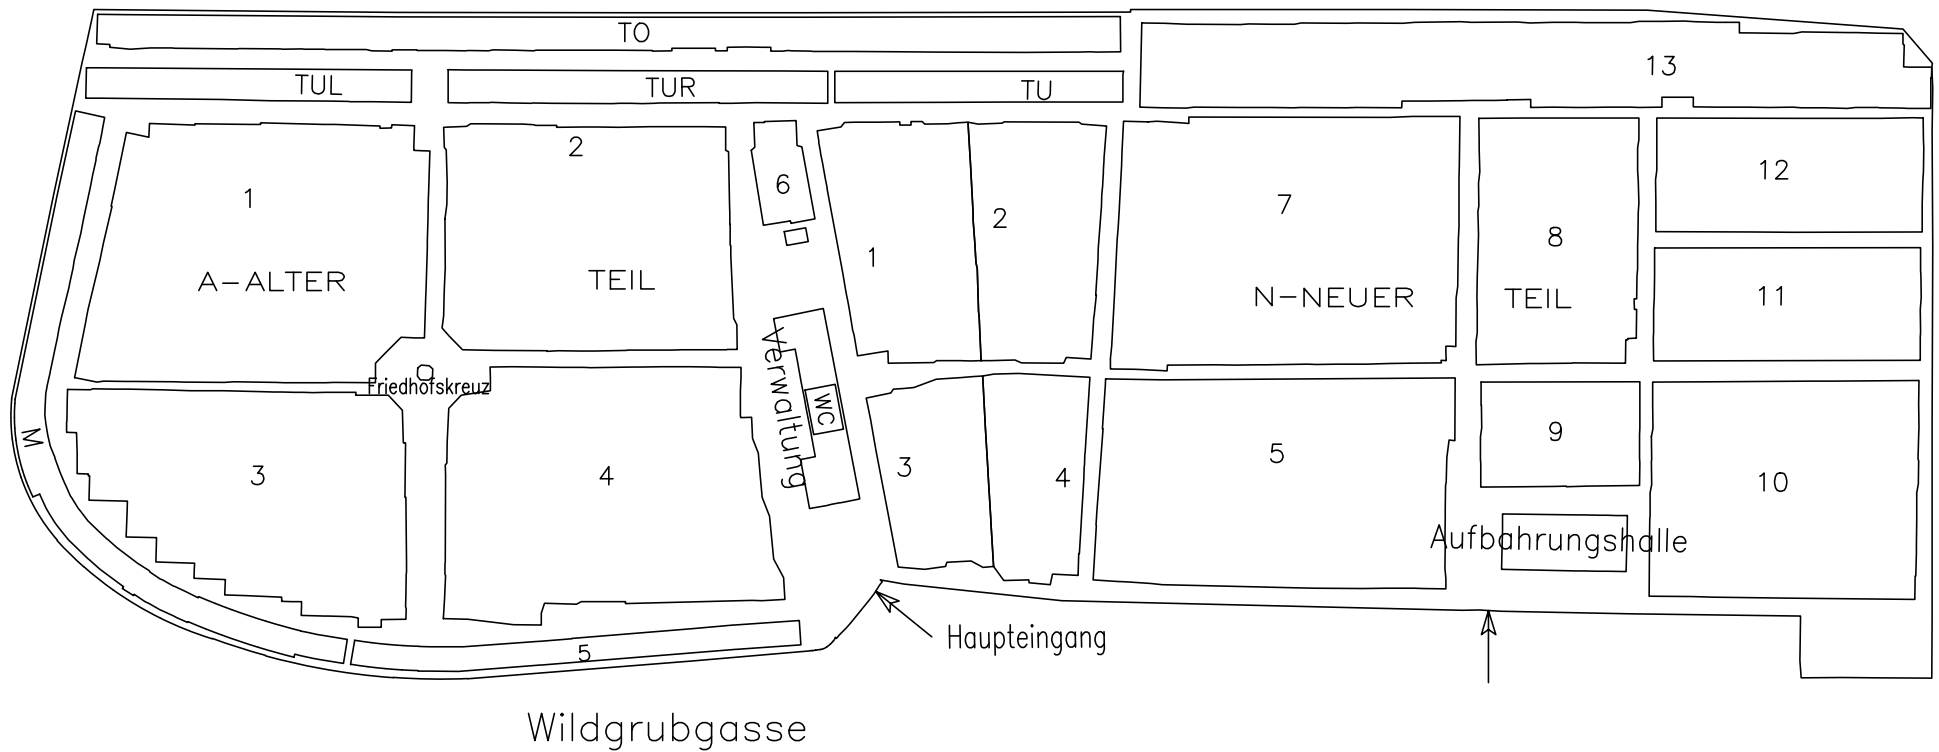 TO
13
TUL
TUR
TU
2
6
12
1
7
2
8
1
A-ALTER
TEIL
N-NEUER
TEIL
11
Verwaltung
Friedhofskreuz
WC
M
9
3
4
3
4
5
10
Aufbahrungshalle
Haupteingang
5
Wildgrubgasse